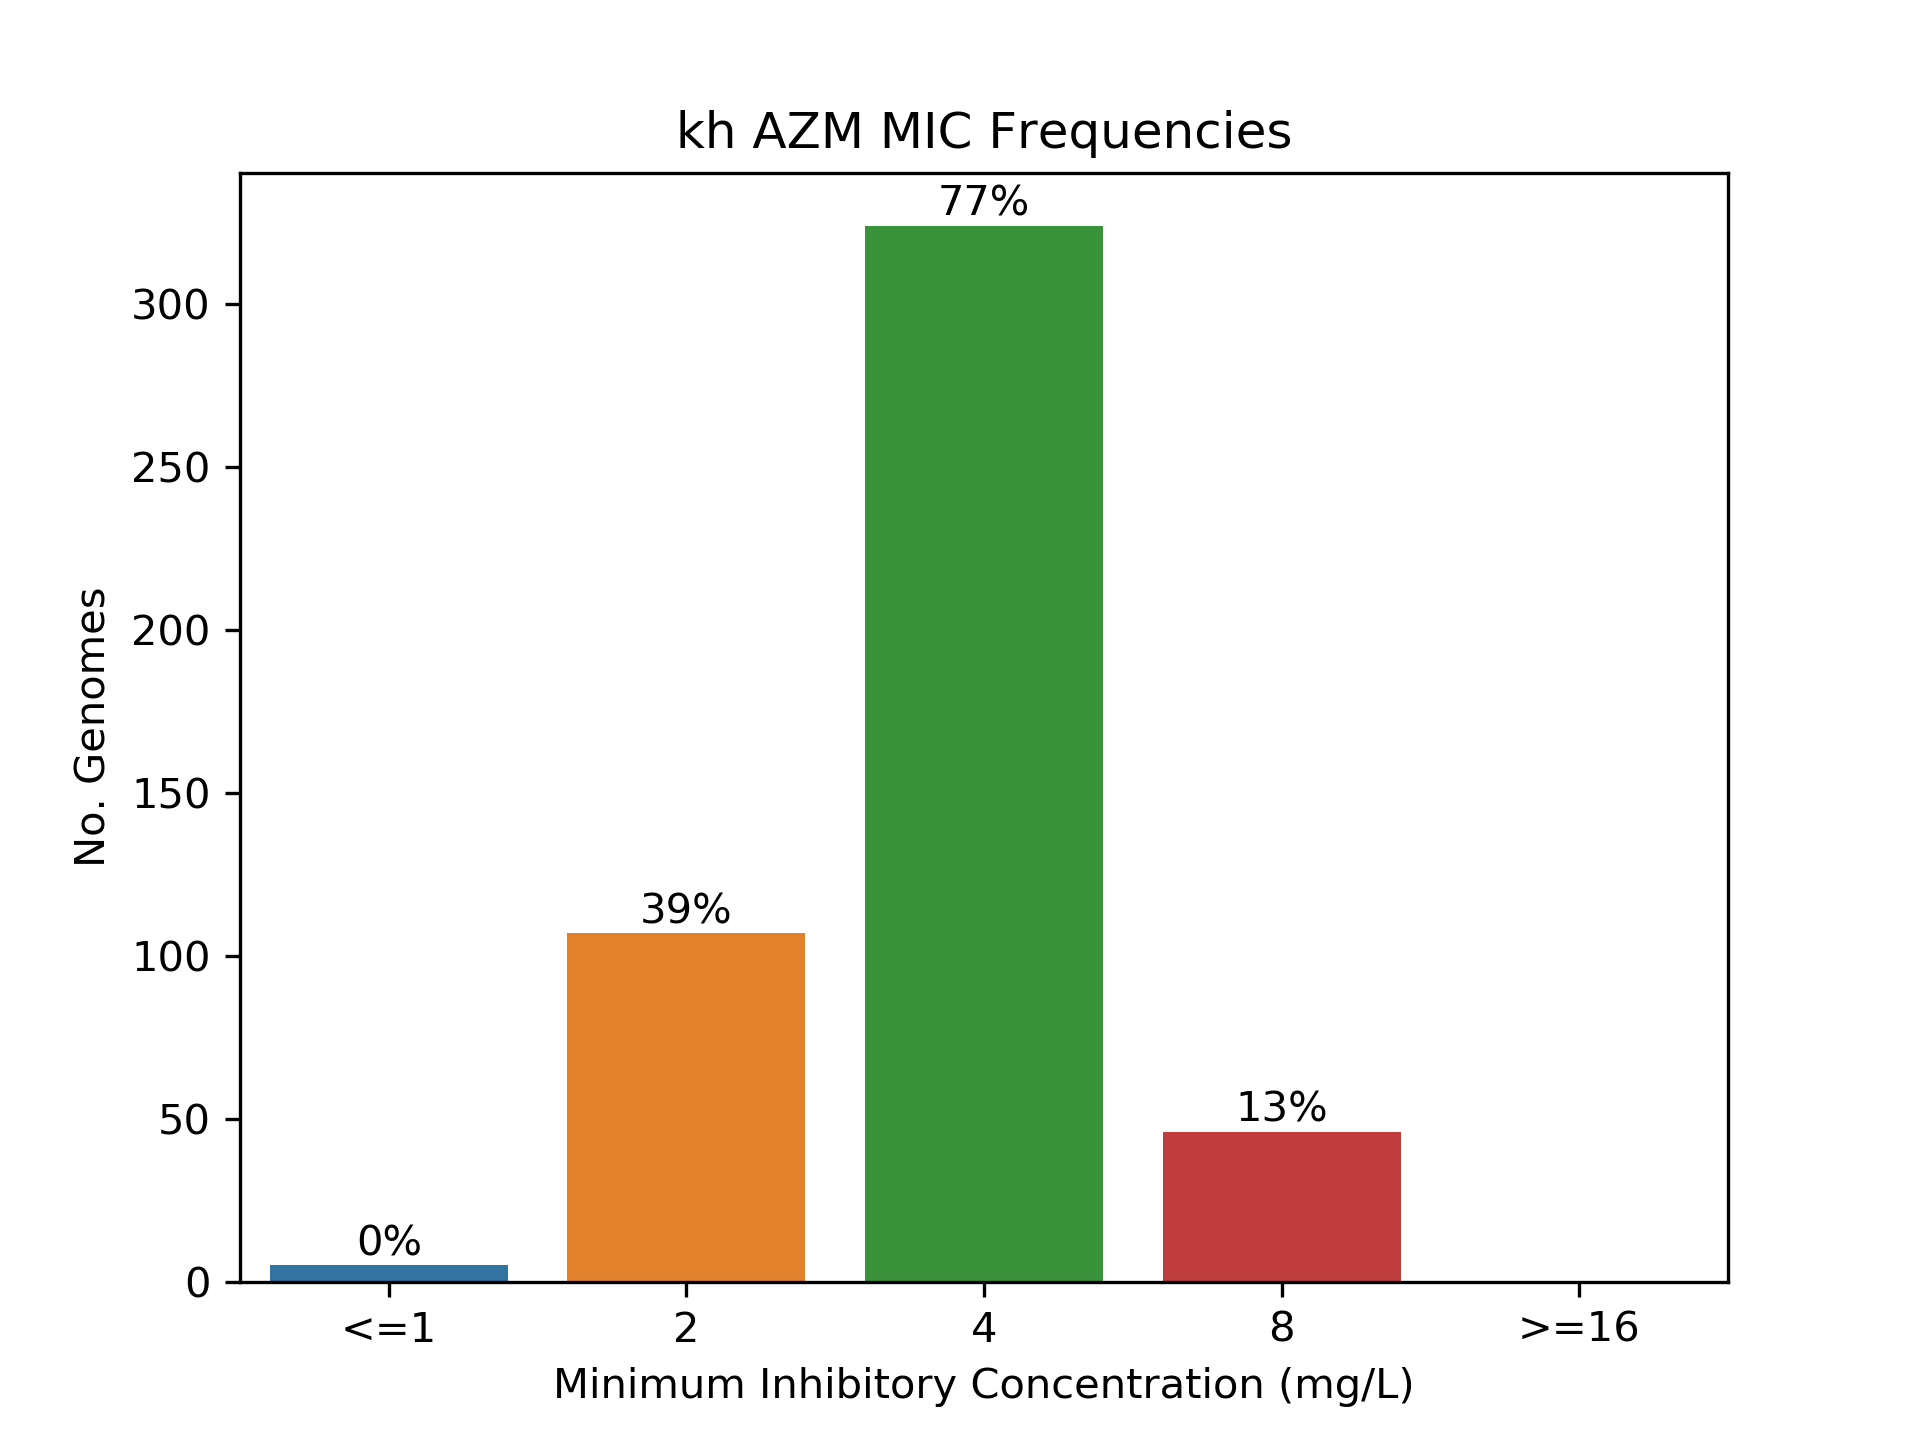 kh AZM MIC Frequencies
77%
300
250
200
150
100
50
0
No. Genomes
39%
13%
0%
<=1 2 4 8 >=16
Minimum Inhibitory Concentration (mg/L)